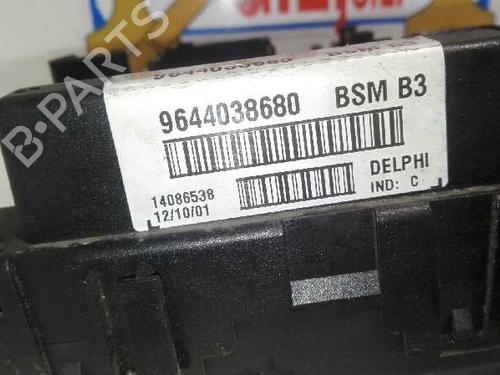 9644038680 BSM B3
14086538
12/10/01
DELPHI
IND: C
B-PARTS